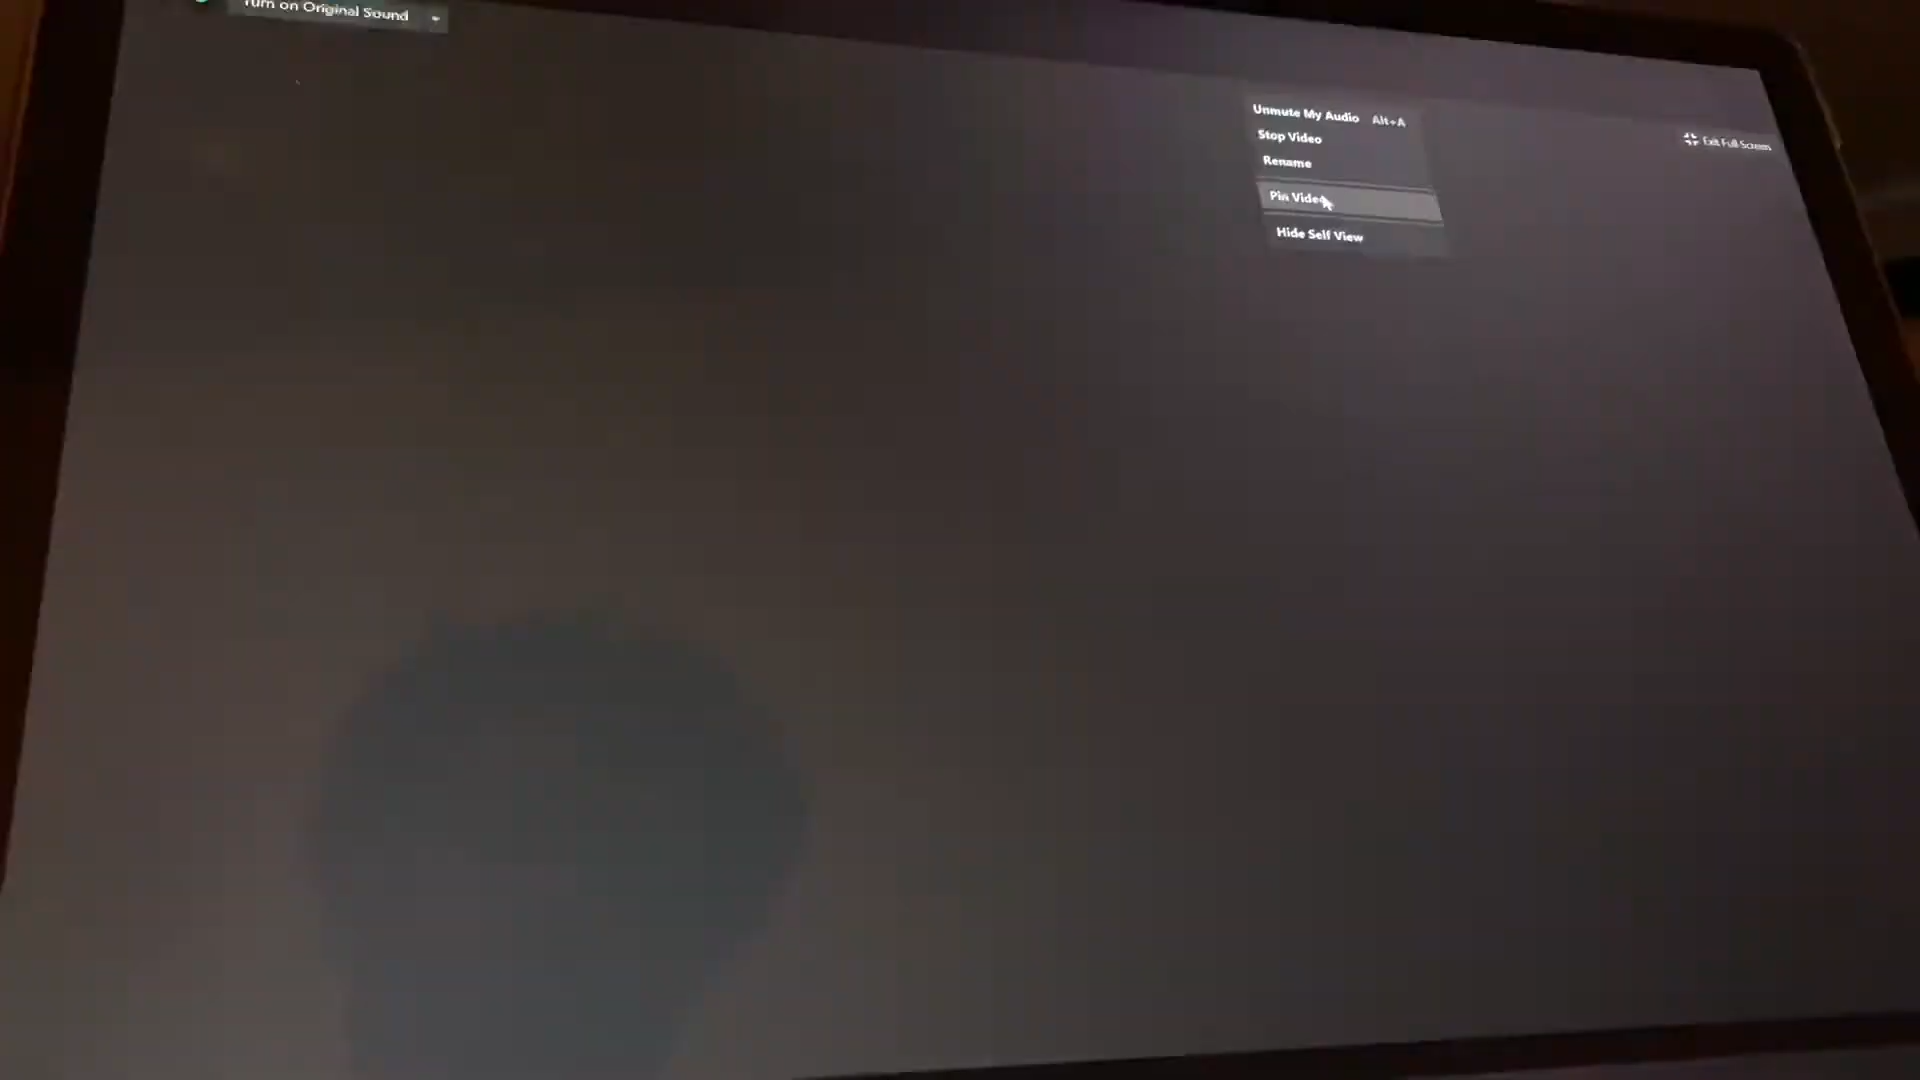 Turn on Original Sound
Unmute My Audio Alt+A
Stop Video
Rename
Exit Full Screen
Pin Video
Hide Self View